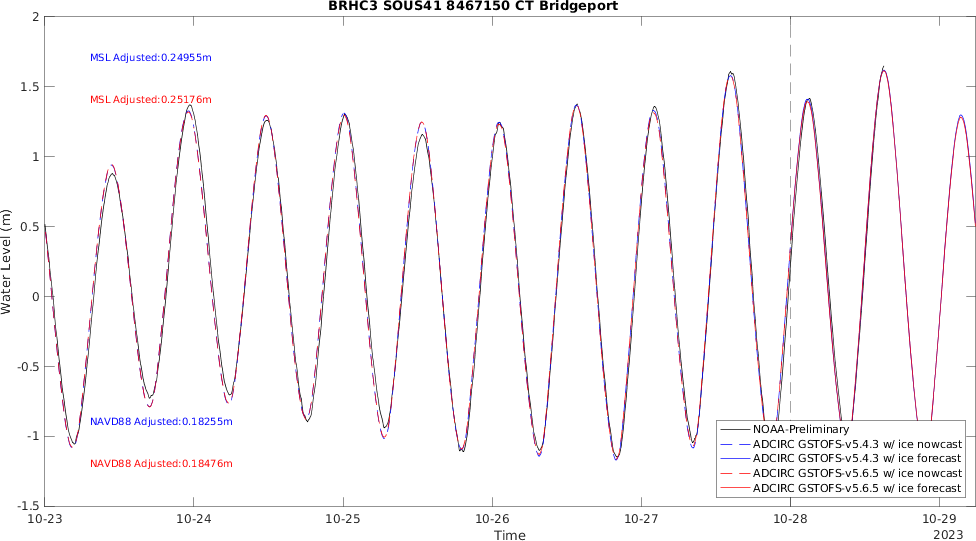 BRHC3 SOUS41 8467150 CT Bridgeport
2
1.5
1
0.5
0
-0.5
-1
-1.5
Water Level (m)
MSL Adjusted:0.24955m
MSL Adjusted:0.25176m
NAVD88 Adjusted:0.18255m
NAVD88 Adjusted:0.18476m
NOAA-Preliminary
ADCIRC GSTOFS-v5.4.3 w/ ice nowcast
ADCIRC GSTOFS-v5.4.3 w/ ice forecast
ADCIRC GSTOFS-v5.6.5 w/ ice nowcast
ADCIRC GSTOFS-v5.6.5 w/ ice forecast
10-23 10-24 10-25 10-26 10-27 10-28 10-29
Time
2023